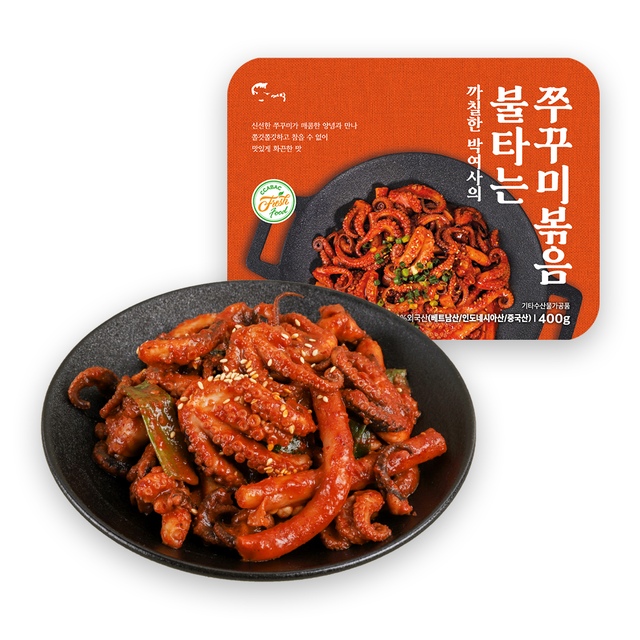 신선한 쭈꾸미가 매콤한 양념과 만나
쫄깃쫄깃하고 참을 수 없어
맛있게 화끈한 맛
CCABAC
Fresh
Food
까칠한 박여사의
불타는
쭈꾸미볶음
기타수산물가공품
외국산(베트남산/인도네시아산/중국산) | 400g